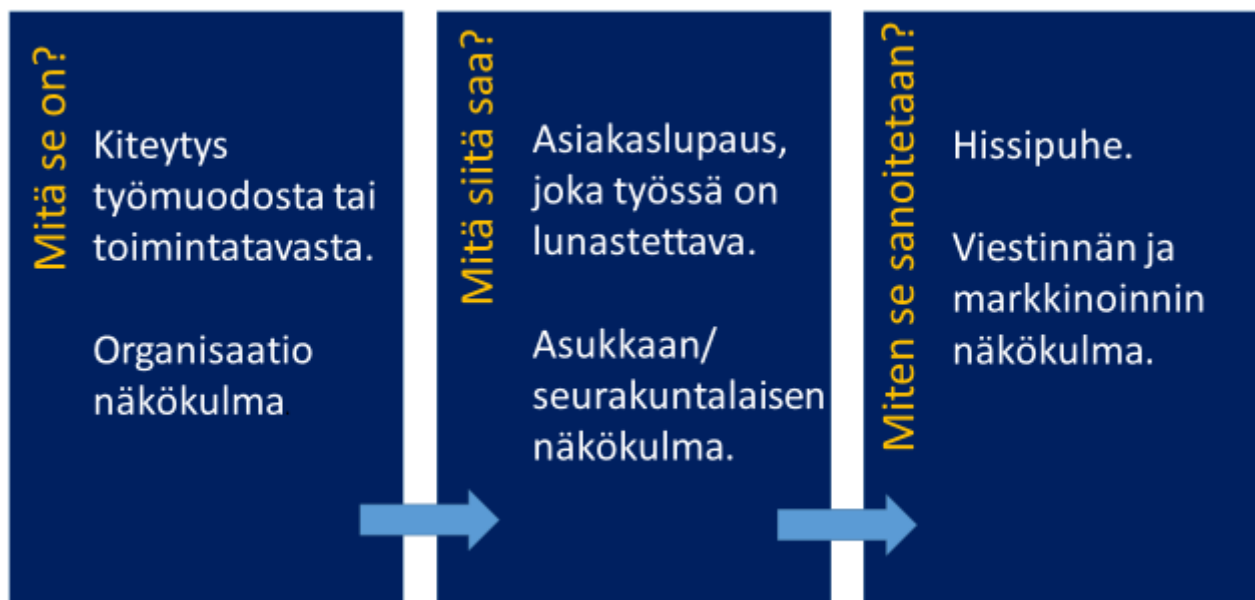 Mitä se on?
Kiteytys
työmuodosta tai
toimintatavasta.
Organisaatio
näkökulma.
Mitä siitä saa?
Asiakaslupaus,
joka työssä on
lunastettava.
Asukkaan/
seurakuntalaisen
näkökulma.
Miten se sanoitetaan?
Hissipuhe.
Viestinnän ja
markkinoinnin
näkökulma.